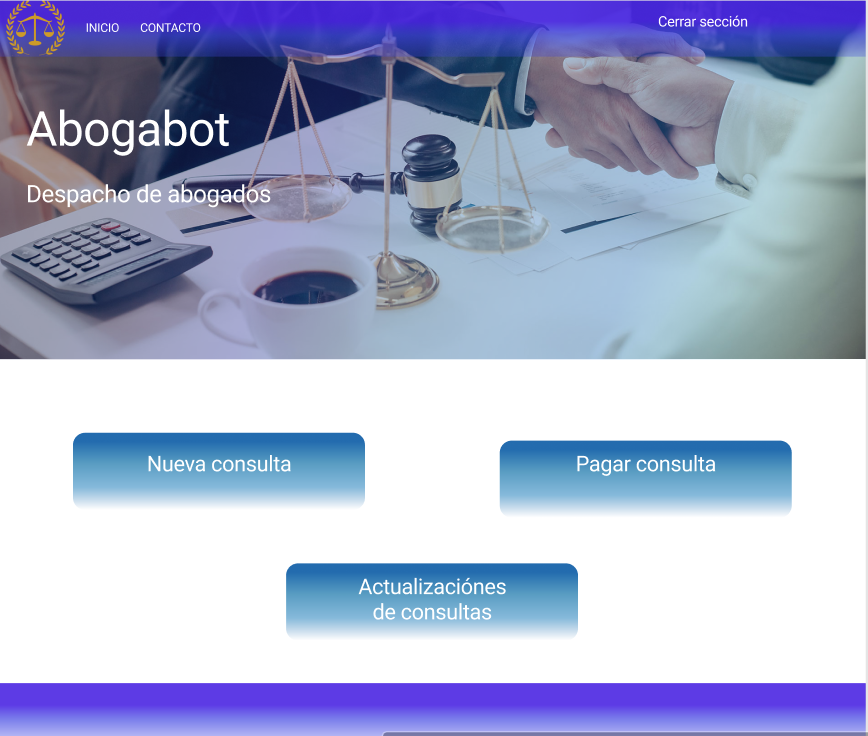 INICIO CONTACTO Cerrar sección
Abogabot
Despacho de abogados
Nueva consulta
Pagar consulta
Actualizaciónes
de consultas